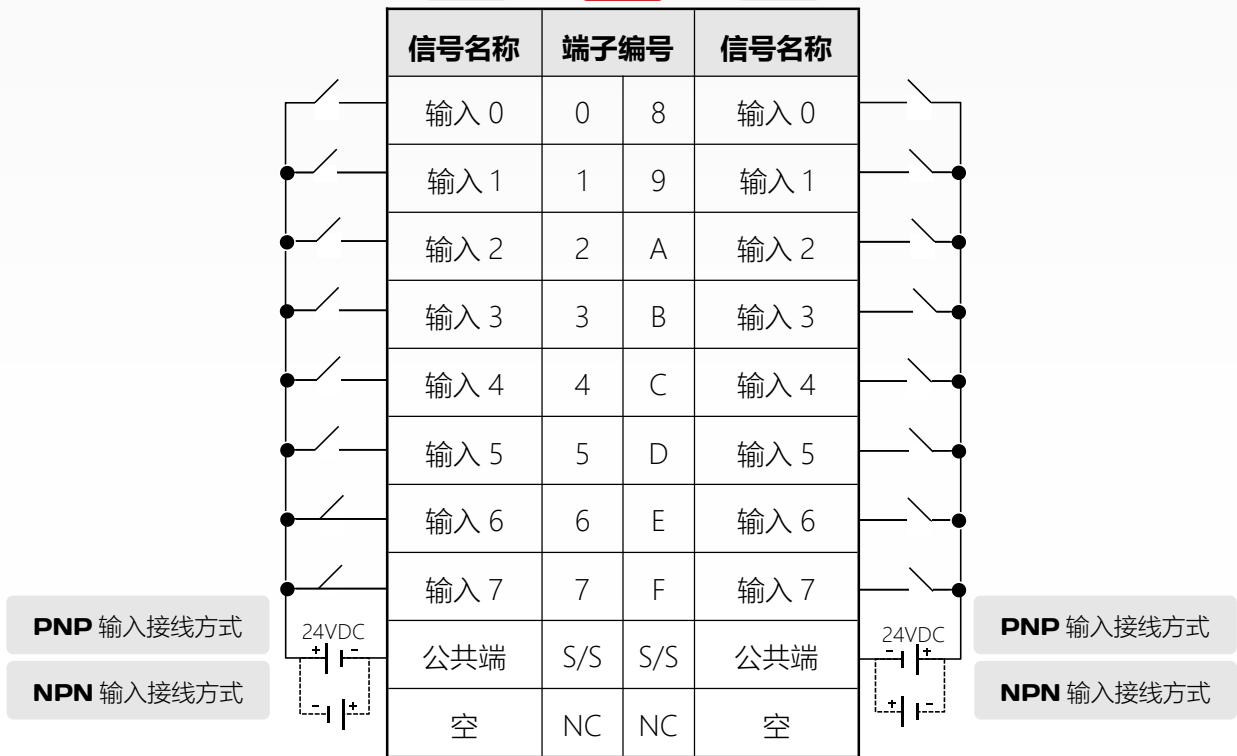 信号名称 端子编号 信号名称
输入 0 0 8 输入 0
输入 1 1 9 输入 1
输入 2 2 A 输入 2
输入 3 3 B 输入 3
输入 4 4 C 输入 4
输入 5 5 D 输入 5
输入 6 6 E 输入 6
输入 7 7 F 输入 7
PNP 输入接线方式 24VDC 公共端 S/S S/S 公共端 24VDC PNP 输入接线方式
+ - - +
NPN 输入接线方式 NPN 输入接线方式
- + + -
空 NC NC 空